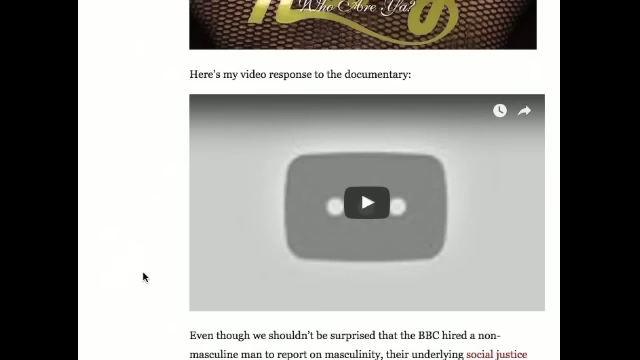 Who Are Ya?
Here's my video response to the documentary:
Even though we shouldn't be surprised that the BBC hired a non-
masculine man to report on masculinity, their underlying social justice